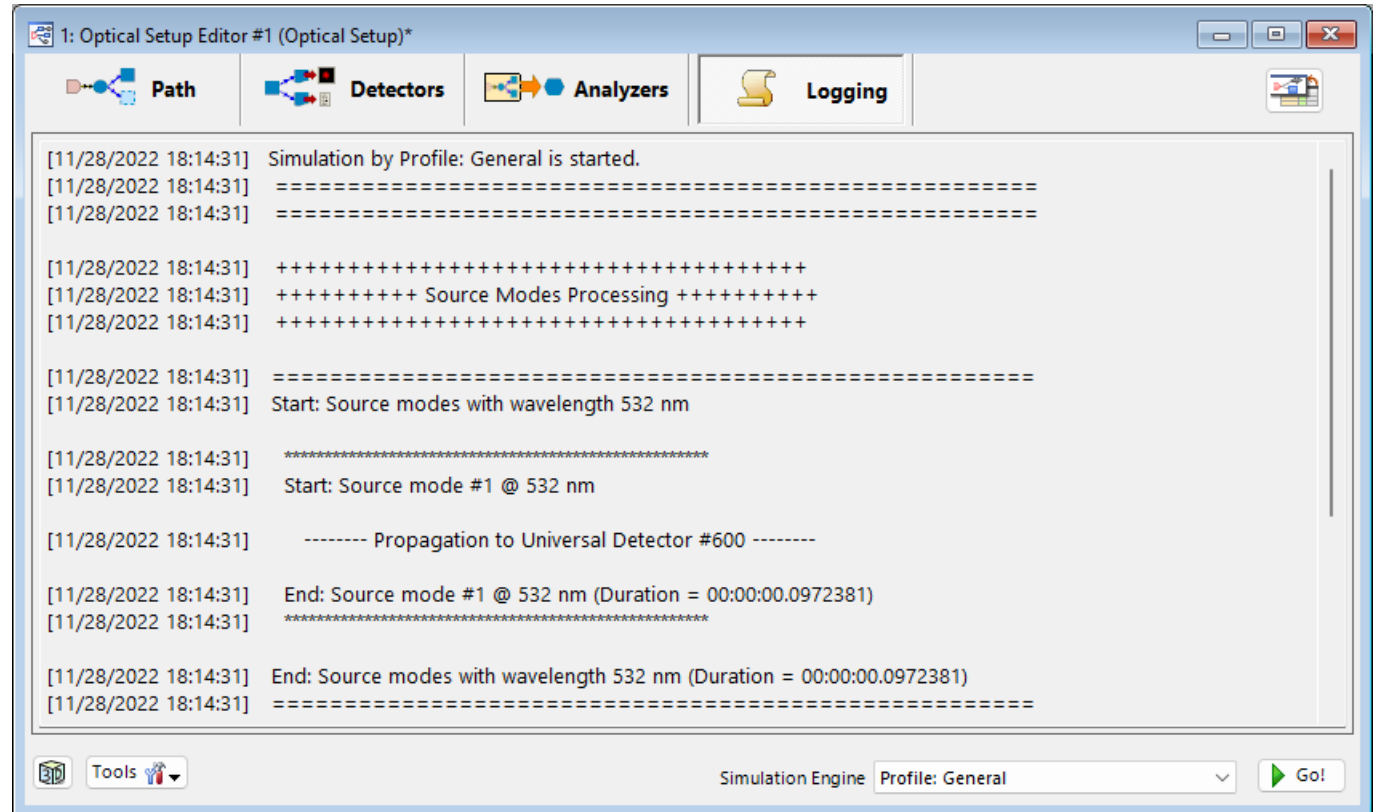 1: Optical Setup Editor #1 (Optical Setup)*
Path Detectors Analyzers Logging
[11/28/2022 18:14:31] Simulation by Profile: General is started.
[11/28/2022 18:14:31] =====================================================
[11/28/2022 18:14:31] =====================================================
[11/28/2022 18:14:31] +++++++++++++++++++++++++++++++++++++
[11/28/2022 18:14:31] ++++++++++ Source Modes Processing ++++++++++
[11/28/2022 18:14:31] +++++++++++++++++++++++++++++++++++++
[11/28/2022 18:14:31] =====================================================
[11/28/2022 18:14:31] Start: Source modes with wavelength 532 nm
[11/28/2022 18:14:31] *****************************************************
[11/28/2022 18:14:31] Start: Source mode #1 @ 532 nm
[11/28/2022 18:14:31] -------- Propagation to Universal Detector #600 --------
[11/28/2022 18:14:31] End: Source mode #1 @ 532 nm (Duration = 00:00:00.0972381)
[11/28/2022 18:14:31] *****************************************************
[11/28/2022 18:14:31] End: Source modes with wavelength 532 nm (Duration = 00:00:00.0972381)
[11/28/2022 18:14:31] =====================================================
3D Tools Simulation Engine Profile: General Go!